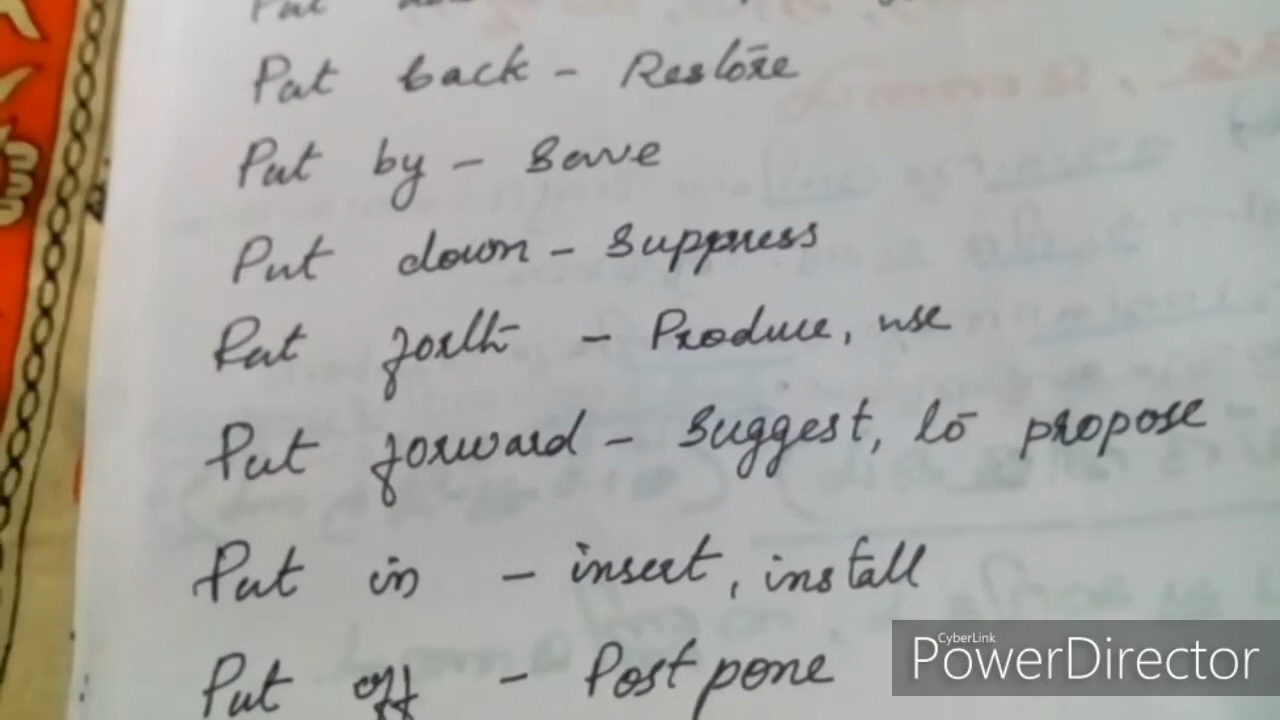 Put
Put back - Restore
Put by - Save
Put down - Suppress
Put forth - Produce, use
Put forward - Suggest, to propose
Put in - insert, install
Put off - Postpone
CyberLink
PowerDirector